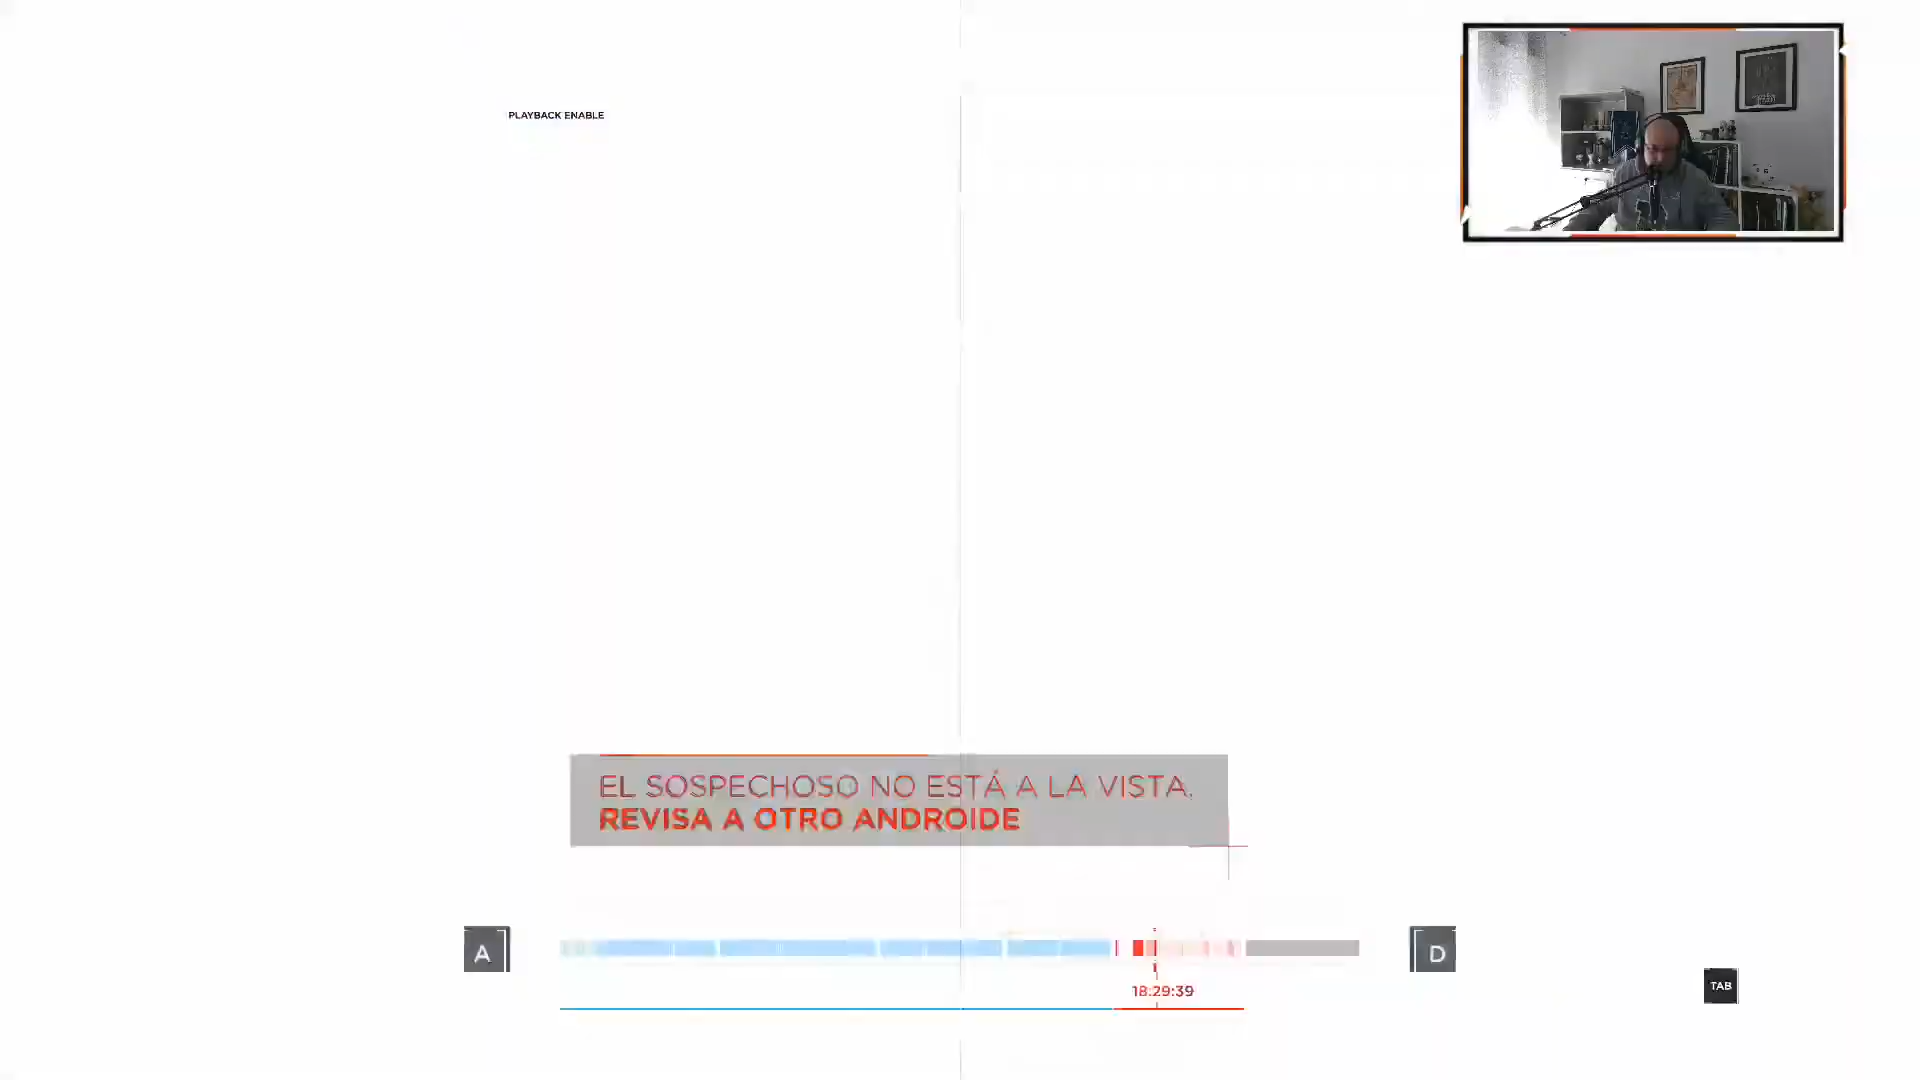 PLAYBACK ENABLE
EL SOSPECHOSO NO ESTÁ A LA VISTA.
REVISA A OTRO ANDROIDE
A
D
18:29:39
TAB